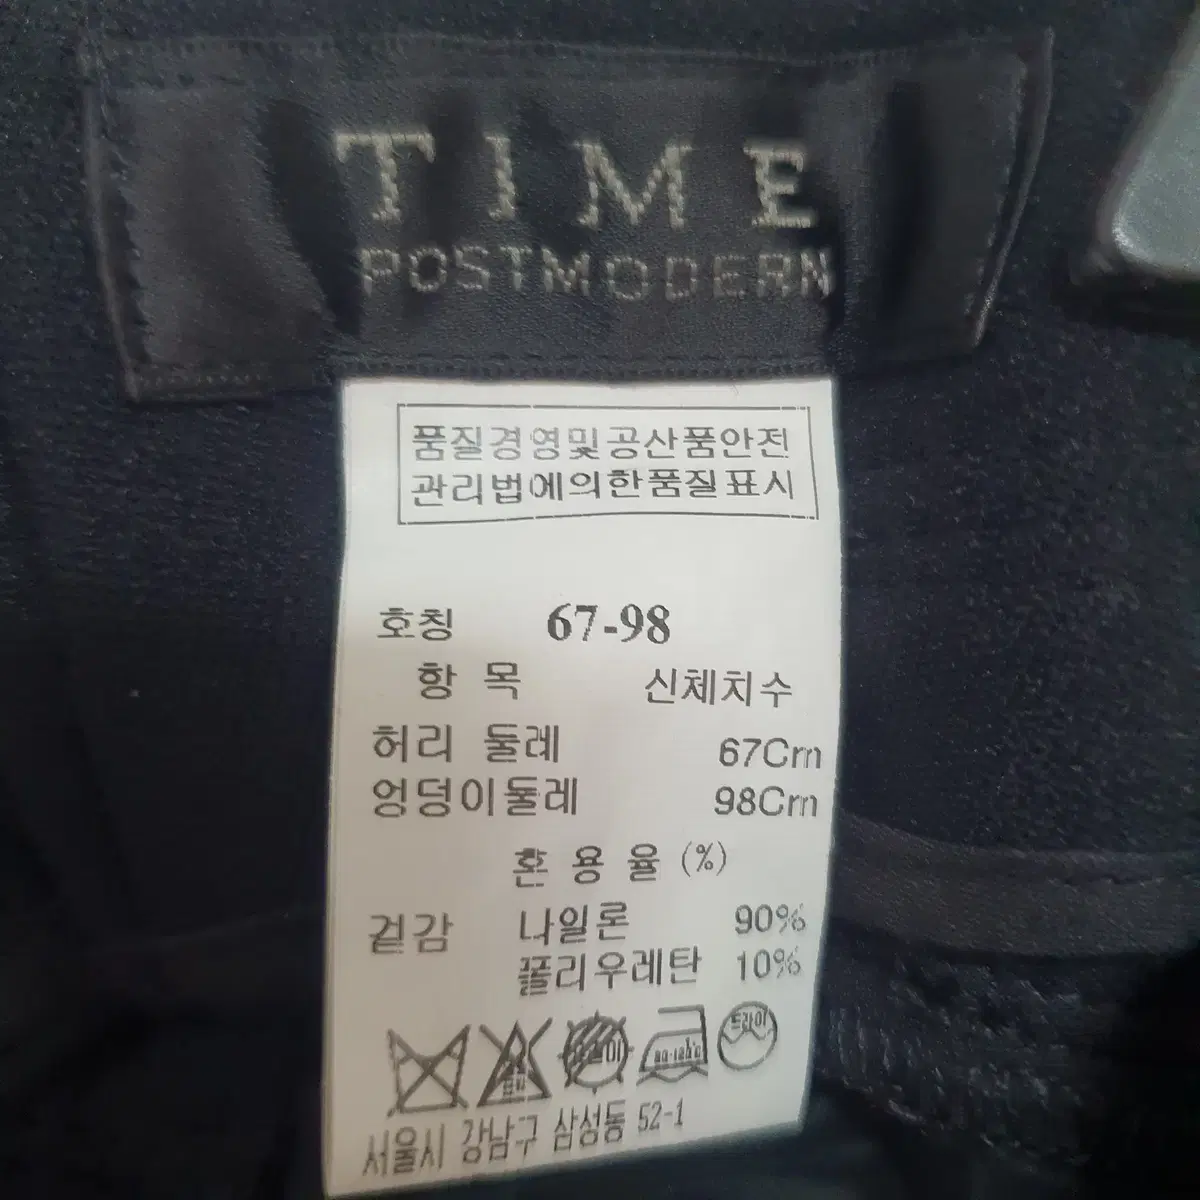 TIME
POSTMODERN
품질경영및공산품안전
관리법에의한품질표시
호칭 67-98
항 목 신체치수
허리 둘레 67Cm
엉덩이둘레 98Cm
혼 용 율 (%)
겉감 나일론 90%
폴리우레탄 10%
드라이
서울시 강남구 삼성동 52-1